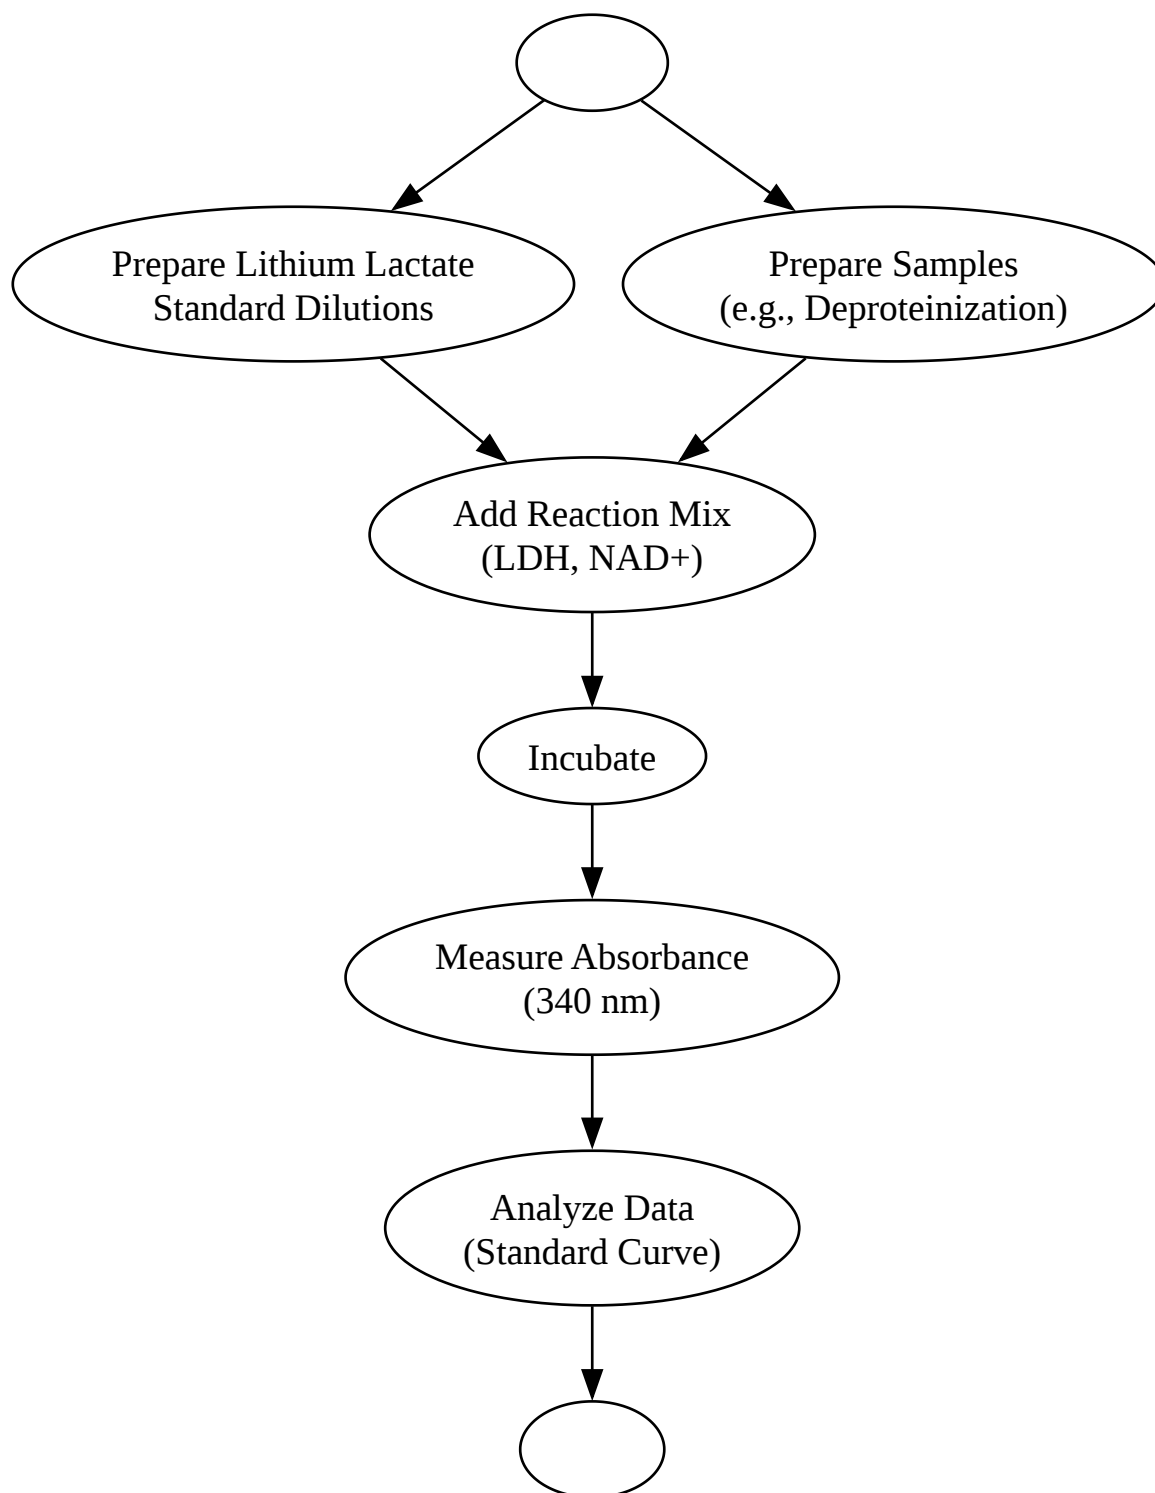 Prepare Lithium Lactate
Standard Dilutions
Prepare Samples
(e.g., Deproteinization)
Add Reaction Mix
(LDH, NAD+)
Incubate
Measure Absorbance
(340 nm)
Analyze Data
(Standard Curve)